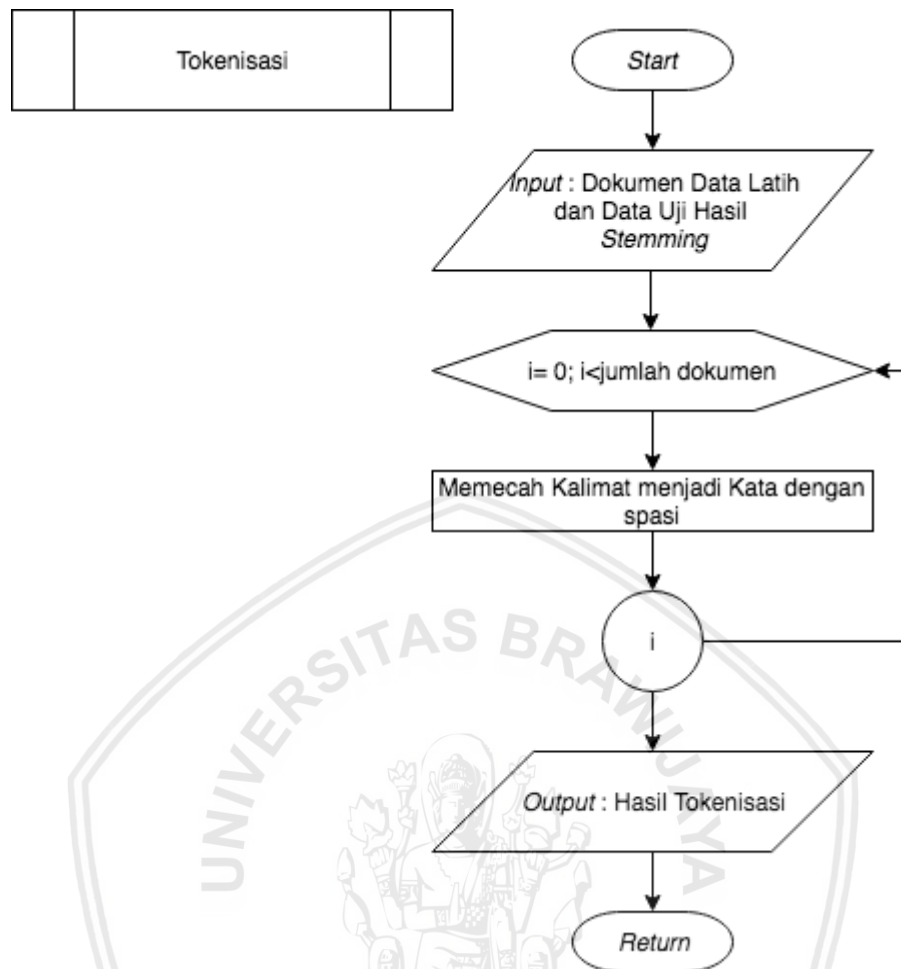 Tokenisasi
Start
Input : Dokumen Data Latih
dan Data Uji Hasil
Stemming
i= 0; i<jumlah dokumen
Memecah Kalimat menjadi Kata dengan
spasi
i
Output : Hasil Tokenisasi
Return
UNIVERSITAS BRAWIJAYA